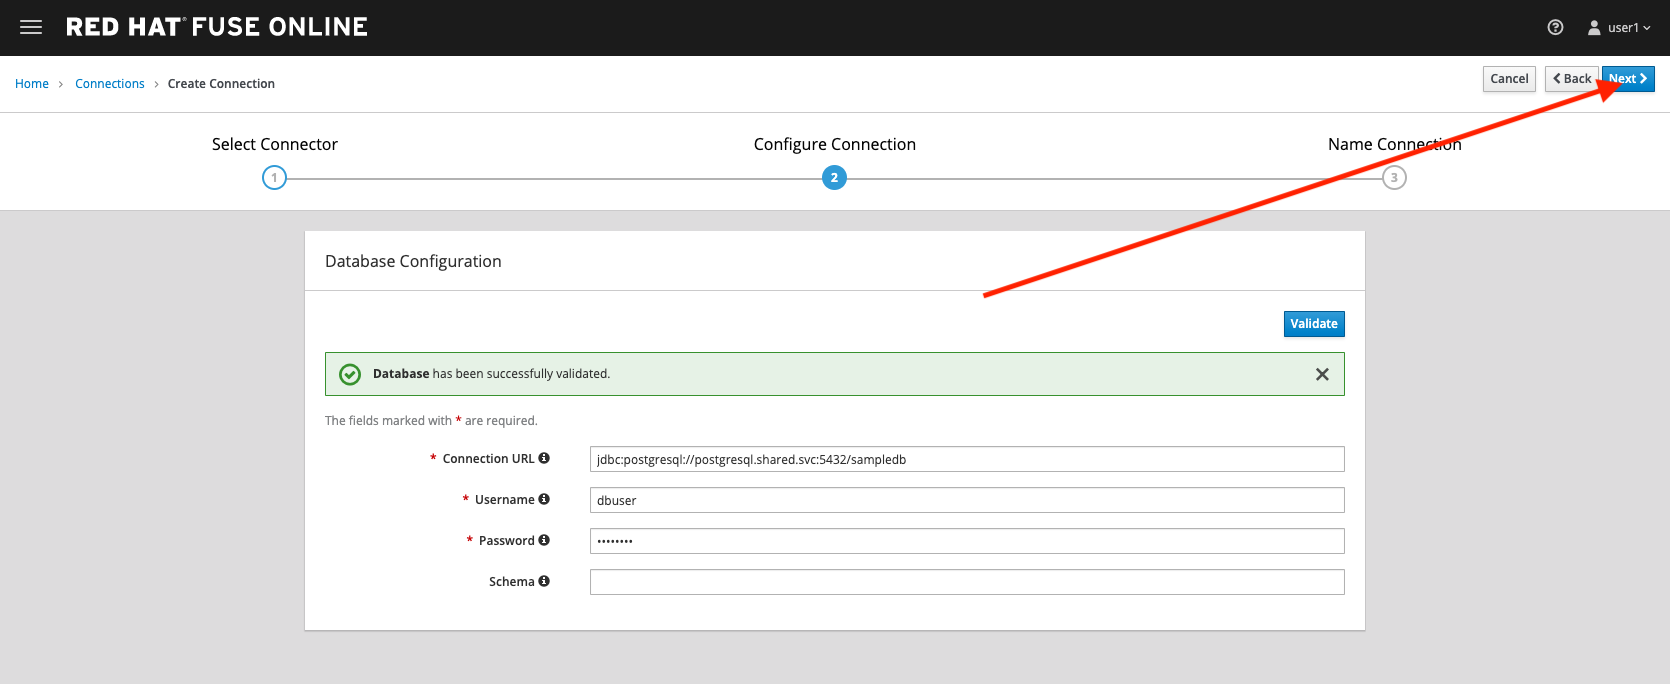 RED HAT® FUSE ONLINE
user1
Home > Connections > Create Connection
Cancel
Back
Next
Select Connector
Configure Connection
Name Connection
1
2
3
Database Configuration
Validate
Database has been successfully validated.
The fields marked with * are required.
* Connection URL
jdbc:postgresql://postgresql.shared.svc:5432/sampledb
* Username
dbuser
* Password
••••••••
Schema